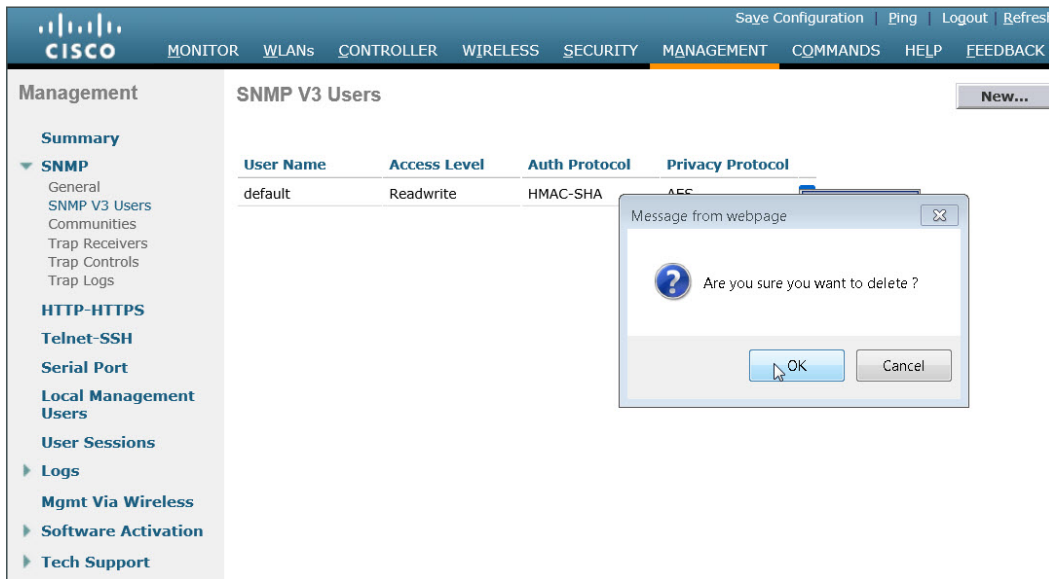 Save Configuration | Ping | Logout | Refresh
CISCO MONITOR WLANs CONTROLLER WIRELESS SECURITY MANAGEMENT COMMANDS HELP FEEDBACK
Management
Summary
SNMP
General
SNMP V3 Users
Communities
Trap Receivers
Trap Controls
Trap Logs
HTTP-HTTPS
Telnet-SSH
Serial Port
Local Management
Users
User Sessions
Logs
Mgmt Via Wireless
Software Activation
Tech Support
SNMP V3 Users
New...
User Name Access Level Auth Protocol Privacy Protocol
default Readwrite HMAC-SHA AES
Message from webpage
Are you sure you want to delete ?
OK Cancel